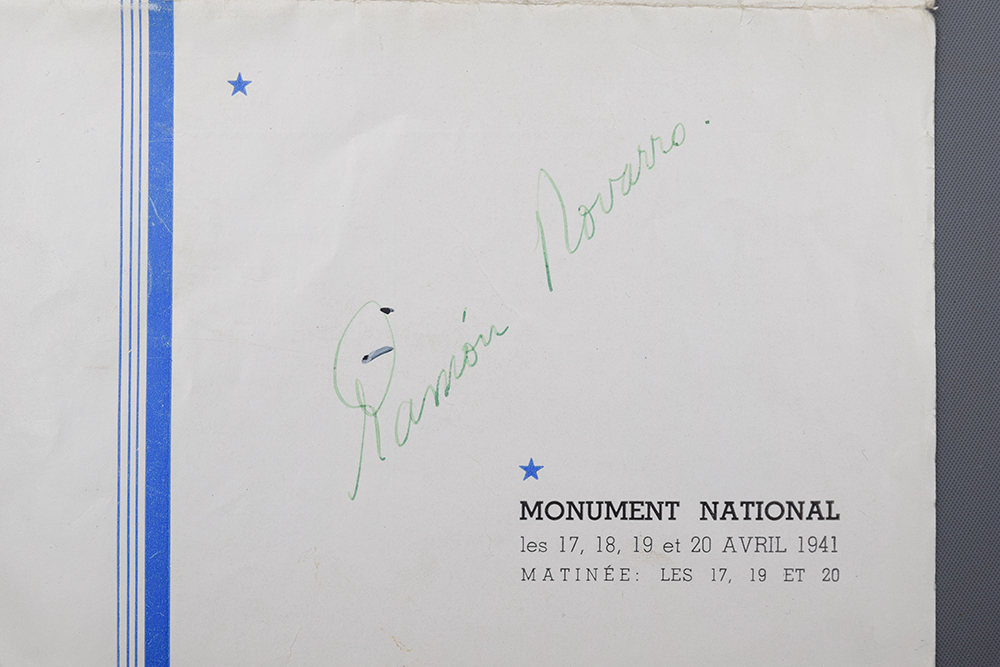 Ramón Novarro.
MONUMENT NATIONAL
les 17, 18, 19 et 20 AVRIL 1941
MATINÉE: LES 17, 19 ET 20